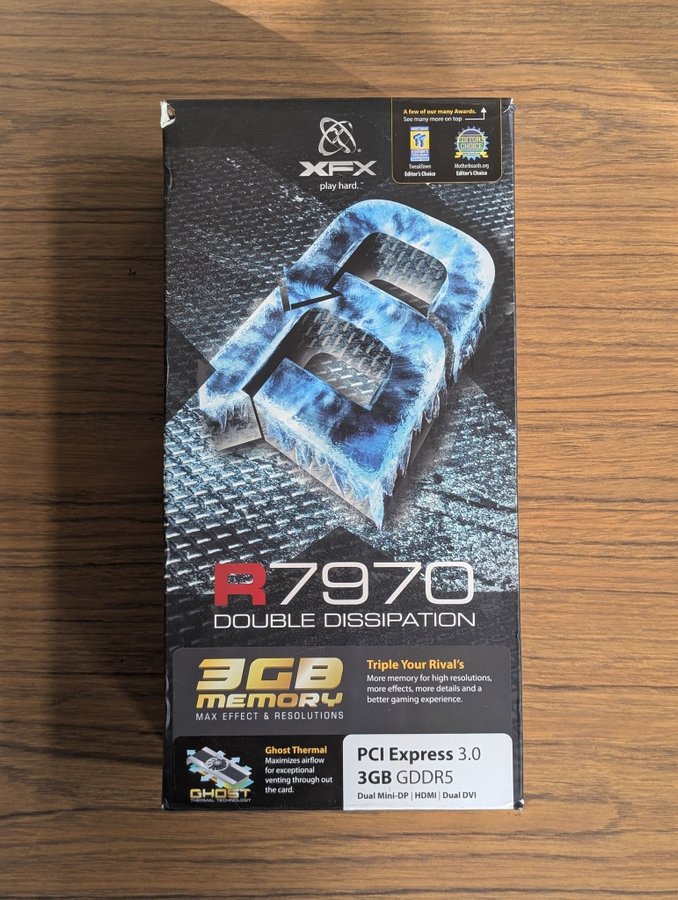 XFX
play hard.™
A few of our many Awards.
See many more on top
TweakTown
Editor's Choice
EDITOR'S
CHOICE
Motherboards.org
Editor's Choice
R7970
DOUBLE DISSIPATION
3GB
MEMORY
MAX EFFECT & RESOLUTIONS
Triple Your Rival's
More memory for high resolutions,
more effects, more details and a
better gaming experience.
GHOST
THERMAL TECHNOLOGY
Ghost Thermal
Maximizes airflow
for exceptional
venting through out
the card.
PCI Express 3.0
3GB GDDR5
Dual Mini-DP | HDMI | Dual DVI